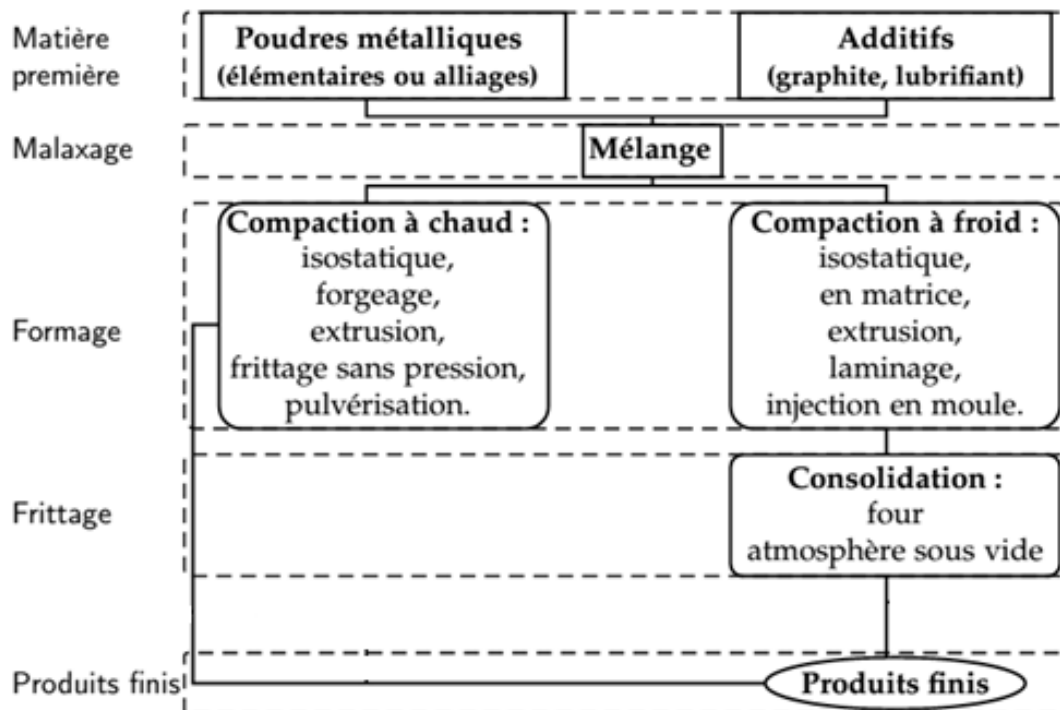 Matière
première
Poudres métalliques
(élémentaires ou alliages)
Additifs
(graphite, lubrifiant)
Malaxage
Mélange
Formage
Compaction à chaud :
isostatique,
forgeage,
extrusion,
frittage sans pression,
pulvérisation.
Compaction à froid :
isostatique,
en matrice,
extrusion,
laminage,
injection en moule.
Frittage
Consolidation :
four
atmosphère sous vide
Produits finis
Produits finis